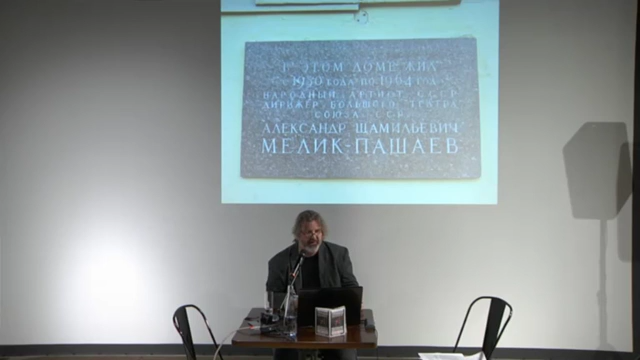 В ЭТОМ ДОМЕ ЖИЛ
С 1930 ГОДА ПО 1964 ГОД
НАРОДНЫЙ АРТИСТ СССР
ДИРИЖЕР БОЛЬШОГО ТЕАТРА
СОЮЗА ССР
АЛЕКСАНДР ШАМИЛЬЕВИЧ
МЕЛИК-ПАШАЕВ